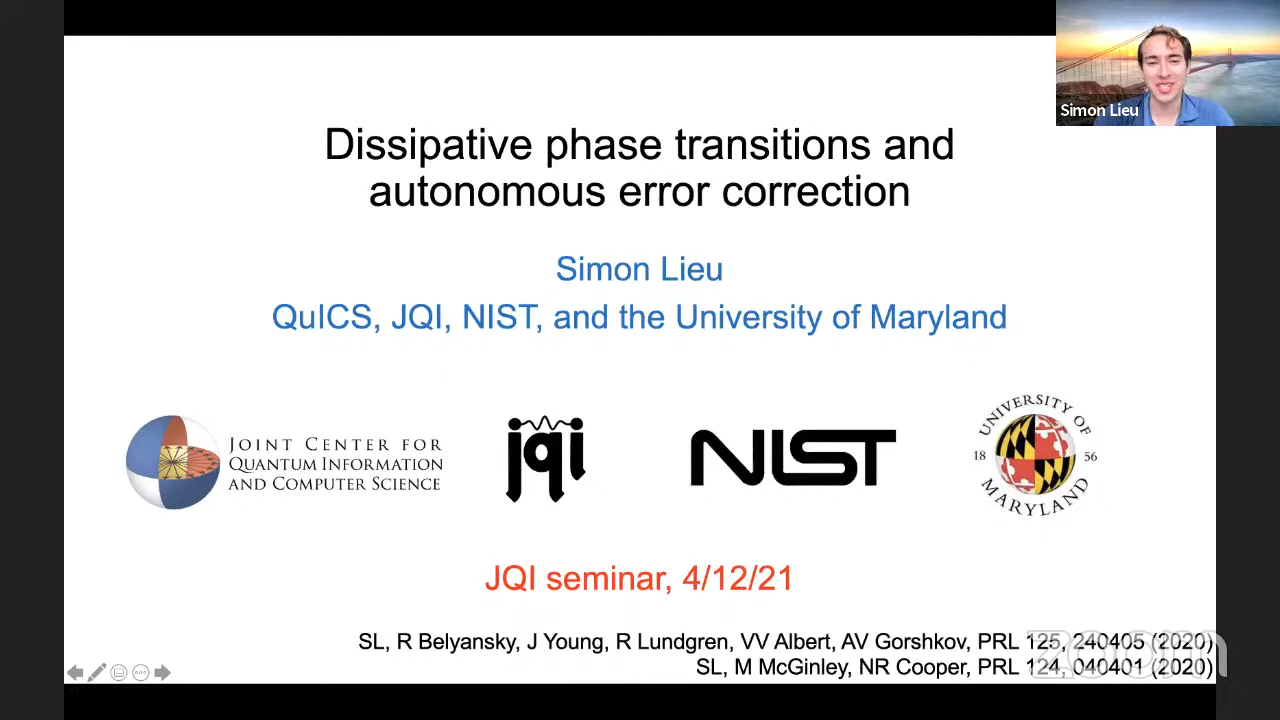 Simon Lieu
Dissipative phase transitions and
autonomous error correction
Simon Lieu
QuICS, JQI, NIST, and the University of Maryland
JOINT CENTER FOR
QUANTUM INFORMATION
AND COMPUTER SCIENCE
jqi
NIST
UNIVERSITY OF
18 56
MARYLAND
JQI seminar, 4/12/21
SL, R Belyansky, J Young, R Lundgren, VV Albert, AV Gorshkov, PRL 125, 240405 (2020)
SL, M McGinley, NR Cooper, PRL 124, 040401 (2020)
zoom